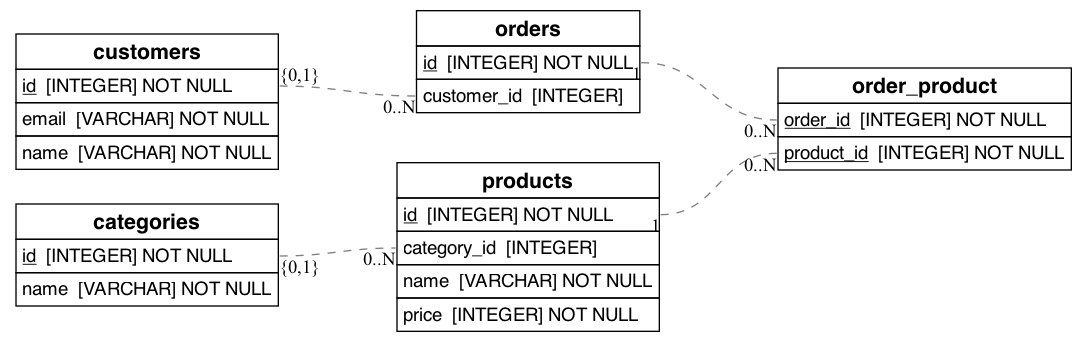 customers
id [INTEGER] NOT NULL
email [VARCHAR] NOT NULL
name [VARCHAR] NOT NULL
{0,1}
0..N
orders
id [INTEGER] NOT NULL
1
customer_id [INTEGER]
categories
id [INTEGER] NOT NULL
name [VARCHAR] NOT NULL
{0,1}
0..N
products
id [INTEGER] NOT NULL
1
category_id [INTEGER]
name [VARCHAR] NOT NULL
price [INTEGER] NOT NULL
0..N
0..N
order_product
order_id [INTEGER] NOT NULL
product_id [INTEGER] NOT NULL